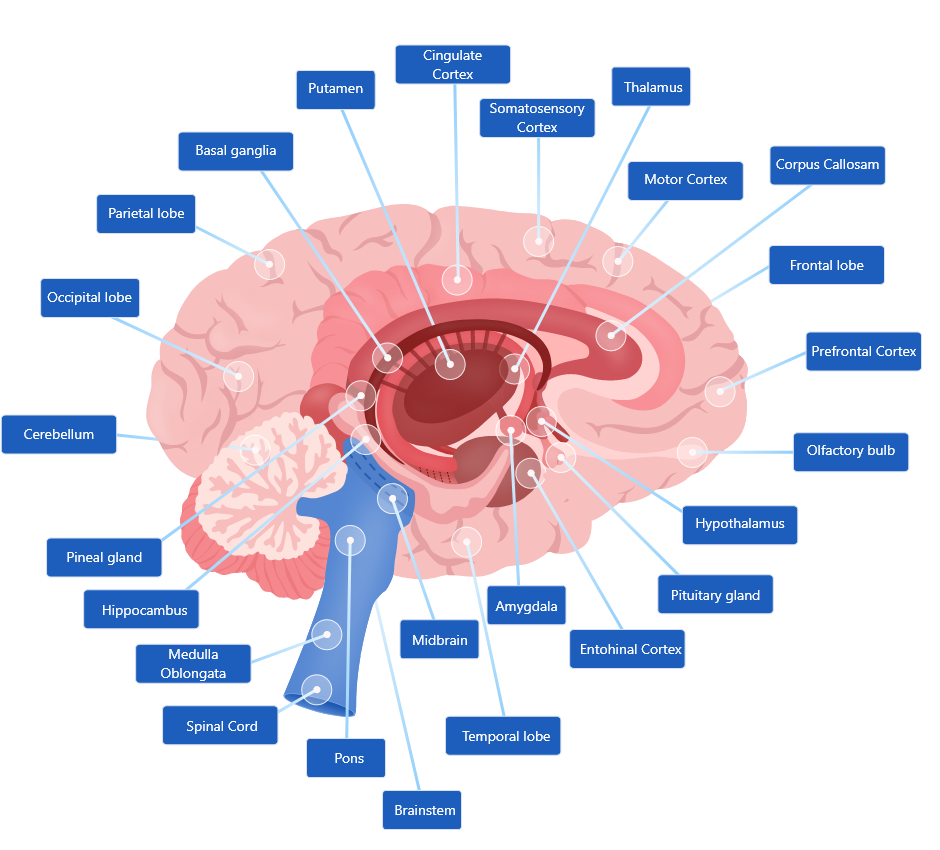 Cingulate
Cortex
Putamen
Thalamus
Somatosensory
Cortex
Basal ganglia
Corpus Callosam
Motor Cortex
Parietal lobe
Frontal lobe
Occipital lobe
Prefrontal Cortex
Cerebellum
Olfactory bulb
Hypothalamus
Pineal gland
Pituitary gland
Hippocambus
Amygdala
Midbrain
Entohinal Cortex
Medulla
Oblongata
Spinal Cord
Temporal lobe
Pons
Brainstem